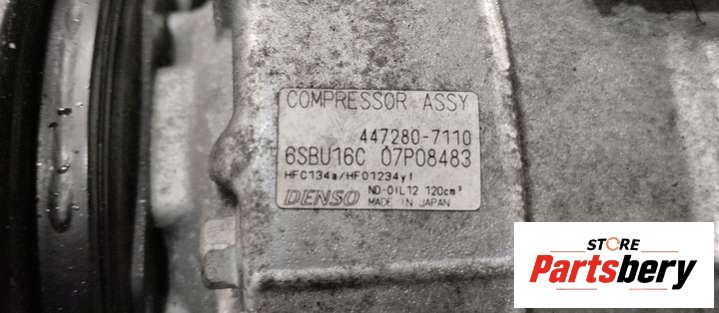 COMPRESSOR ASSY
447280-7110
6SBU16C 07P08483
HFC134a/HFO1234yf
DENSO ND-OIL12 120cm³
MADE IN JAPAN
STORE
Partsbery